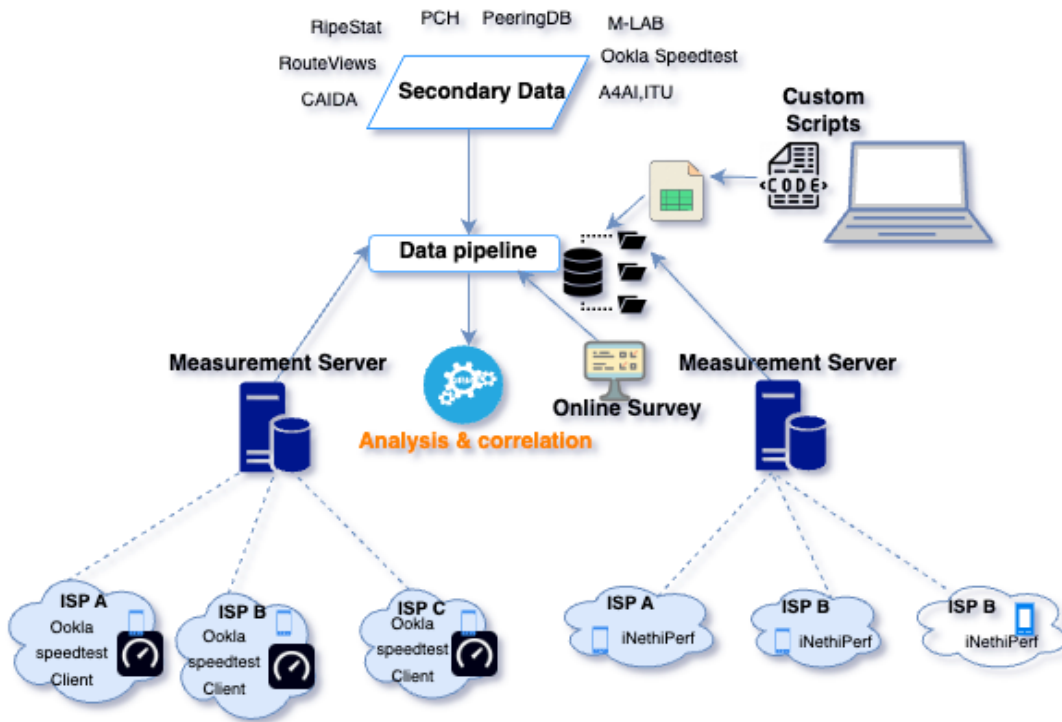 PCH
PeeringDB
M-LAB
RipeStat
RouteViews
Ookla Speedtest
CAIDA
Secondary Data
A4AI,ITU
Custom
Scripts
<CODE>
Data pipeline
Measurement Server
Measurement Server
Online Survey
Analysis & correlation
ISP A
Ookla
speedtest
Client
ISP B
Ookla
speedtest
Client
ISP C
Ookla
speedtest
Client
ISP A
iNethiPerf
ISP B
iNethiPerf
ISP B
iNethiPerf